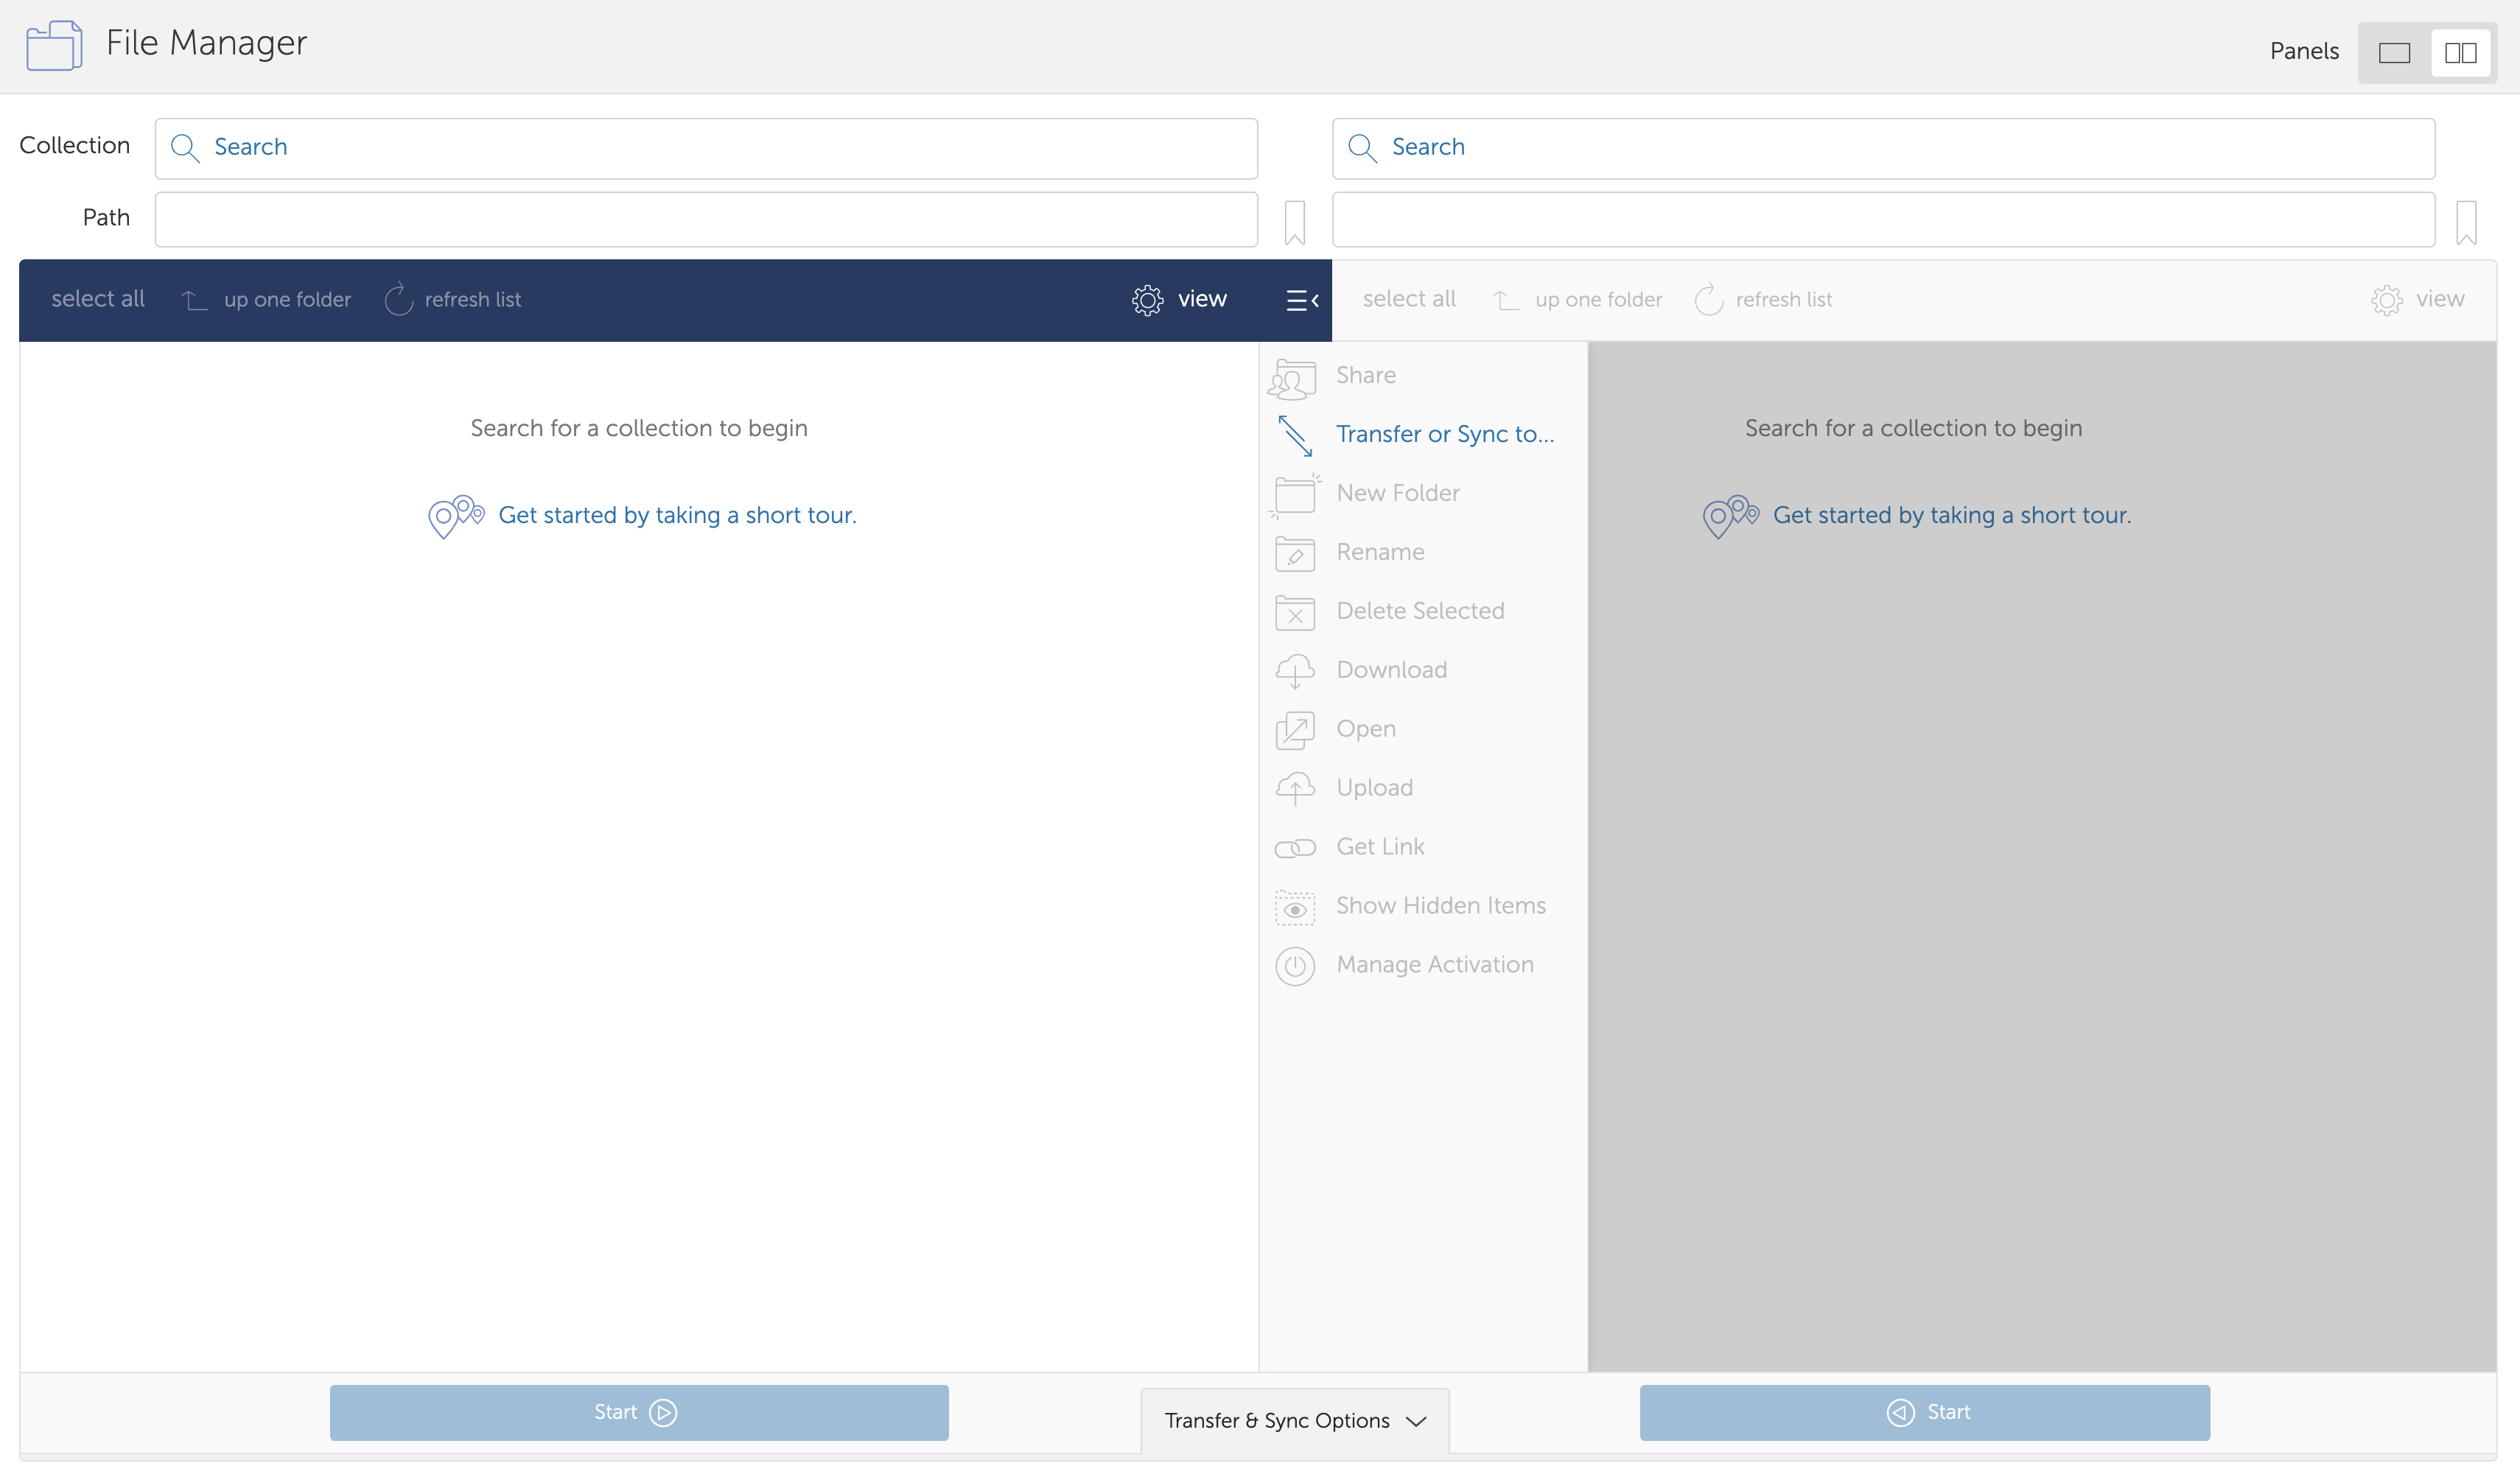 File Manager
Panels
Collection
Search
Search
Path
select all
up one folder
refresh list
view
select all
up one folder
refresh list
view
Search for a collection to begin
Get started by taking a short tour.
Share
Transfer or Sync to...
New Folder
Rename
Delete Selected
Download
Open
Upload
Get Link
Show Hidden Items
Manage Activation
Search for a collection to begin
Get started by taking a short tour.
Start
Transfer & Sync Options
Start